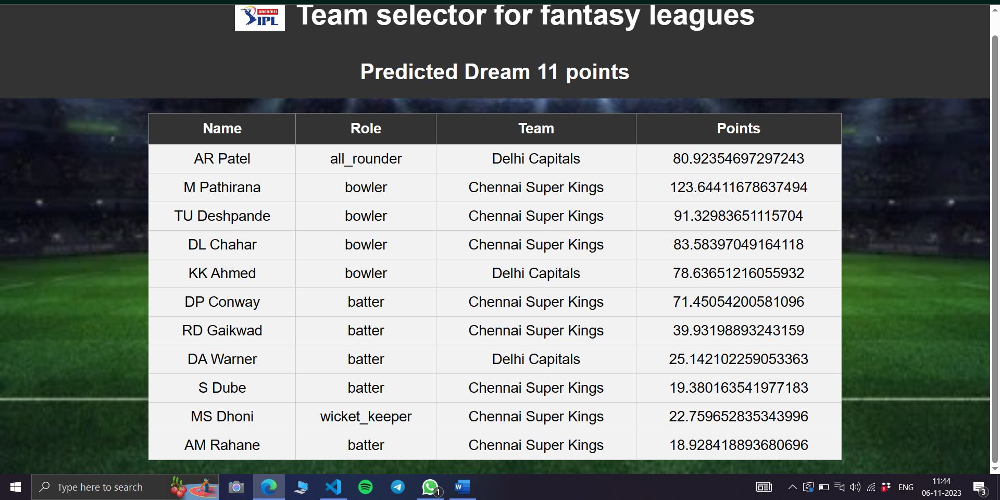 DREAM11
IPL
Team selector for fantasy leagues
Predicted Dream 11 points
Name Role Team Points
AR Patel all_rounder Delhi Capitals 80.92354697297243
M Pathirana bowler Chennai Super Kings 123.64411678637494
TU Deshpande bowler Chennai Super Kings 91.32983651115704
DL Chahar bowler Chennai Super Kings 83.58397049164118
KK Ahmed bowler Delhi Capitals 78.63651216055932
DP Conway batter Chennai Super Kings 71.45054200581096
RD Gaikwad batter Chennai Super Kings 39.93198893243159
DA Warner batter Delhi Capitals 25.142102259053363
S Dube batter Chennai Super Kings 19.380163541977183
MS Dhoni wicket_keeper Chennai Super Kings 22.759652835343996
AM Rahane batter Chennai Super Kings 18.928418893680696
Type here to search
1
W
3
ENG
11:44
06-11-2023
3